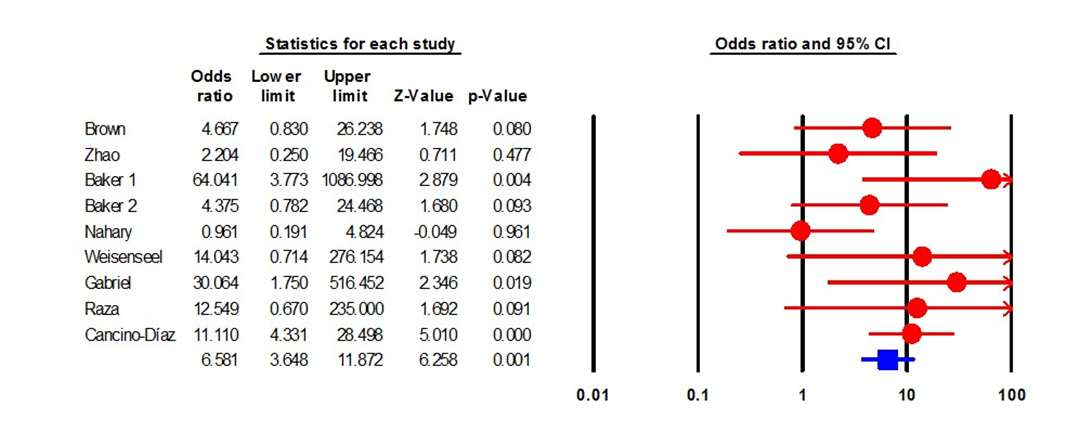 Statistics for each study Odds ratio and 95% CI
Odds Lower Upper
ratio limit limit Z-Value p-Value
Brown 4.667 0.830 26.238 1.748 0.080
Zhao 2.204 0.250 19.466 0.711 0.477
Baker 1 64.041 3.773 1086.998 2.879 0.004
Baker 2 4.375 0.782 24.468 1.680 0.093
Nahary 0.961 0.191 4.824 -0.049 0.961
Weisenseel 14.043 0.714 276.154 1.738 0.082
Gabriel 30.064 1.750 516.452 2.346 0.019
Raza 12.549 0.670 235.000 1.692 0.091
Cancino-Díaz 11.110 4.331 28.498 5.010 0.000
6.581 3.648 11.872 6.258 0.001
0.01 0.1 1 10 100